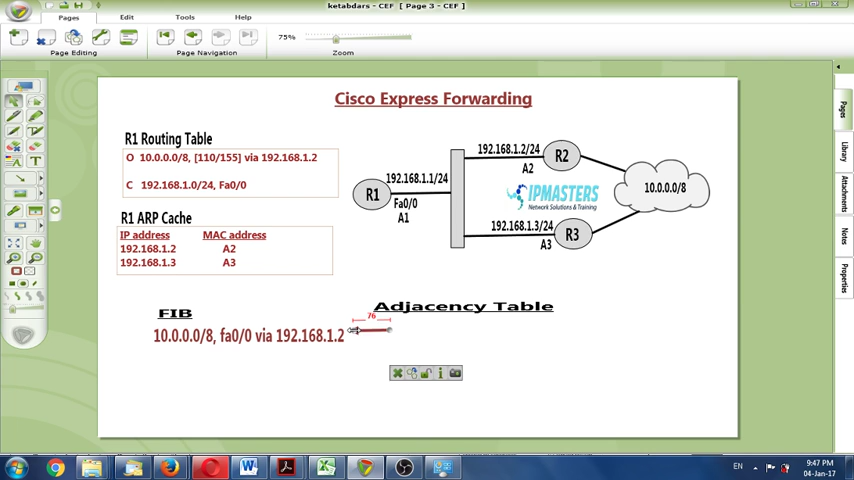 ketabdars - CEF  [ Page 3 - CEF ]
Pages
Edit
Tools
Help
Page Editing
Page Navigation
75%
Zoom
Cisco Express Forwarding
R1 Routing Table
O 10.0.0.0/8, [110/155] via 192.168.1.2
C 192.168.1.0/24, Fa0/0
R1 ARP Cache
IP address MAC address
192.168.1.2 A2
192.168.1.3 A3
192.168.1.1/24
R1
Fa0/0
A1
192.168.1.2/24
R2
A2
IPMASTERS
Network Solutions & Training
10.0.0.0/8
192.168.1.3/24
R3
A3
FIB
Adjacency Table
76
10.0.0.0/8, fa0/0 via 192.168.1.2
Pages
Library
Attachments
Notes
Properties
EN
9:47 PM
04-Jan-17